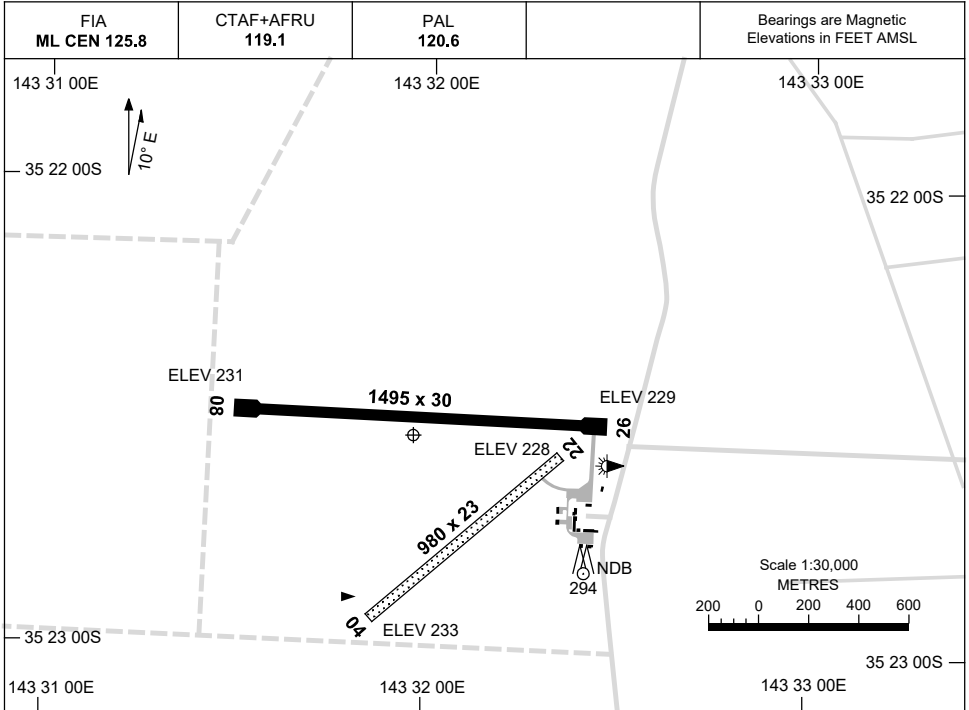 FIA
ML CEN 125.8
CTAF+AFRU
119.1
PAL
120.6
Bearings are Magnetic
Elevations in FEET AMSL
143 31 00E
143 32 00E
143 33 00E
10° E
35 22 00S
35 22 00S
ELEV 231
08
1495 x 30
ELEV 229
26
ELEV 228
22
980 x 23
NDB
294
04
ELEV 233
Scale 1:30,000
METRES
200 0 200 400 600
35 23 00S
35 23 00S
143 31 00E
143 32 00E
143 33 00E